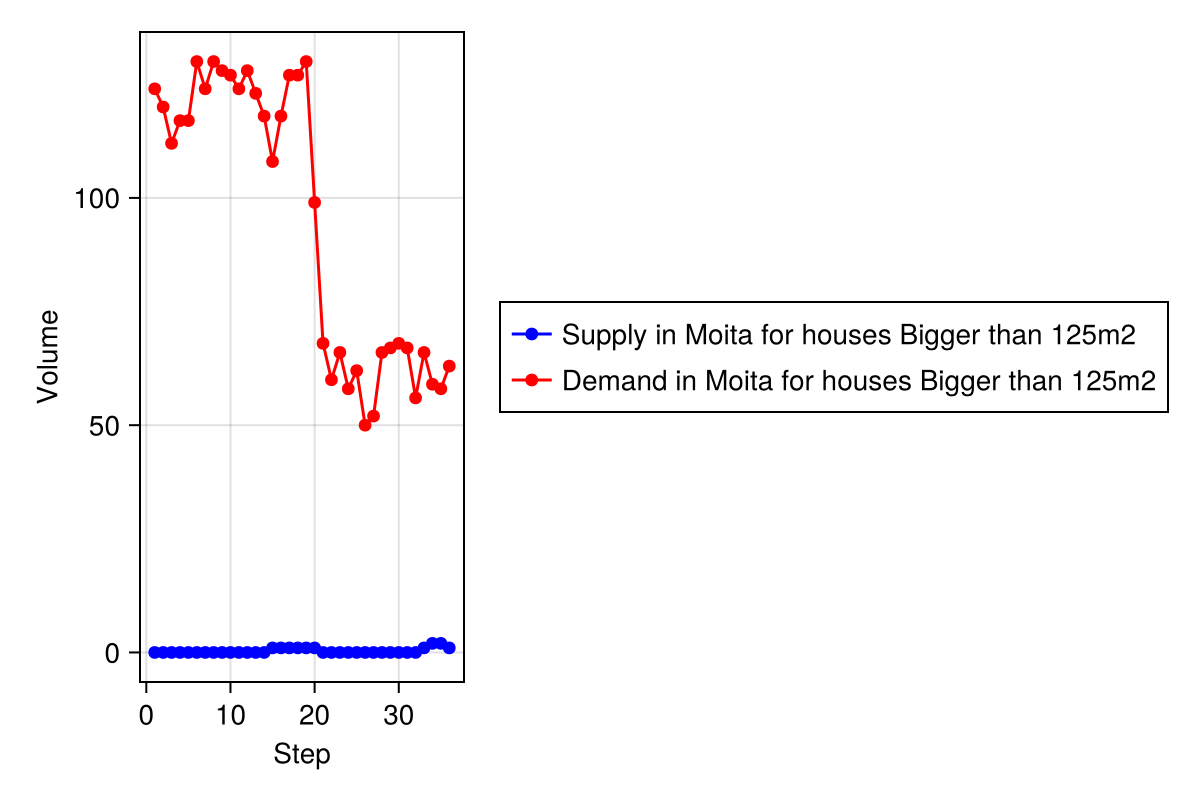 Volume
100
50
0
0 10 20 30
Step
Supply in Moita for houses Bigger than 125m2
Demand in Moita for houses Bigger than 125m2